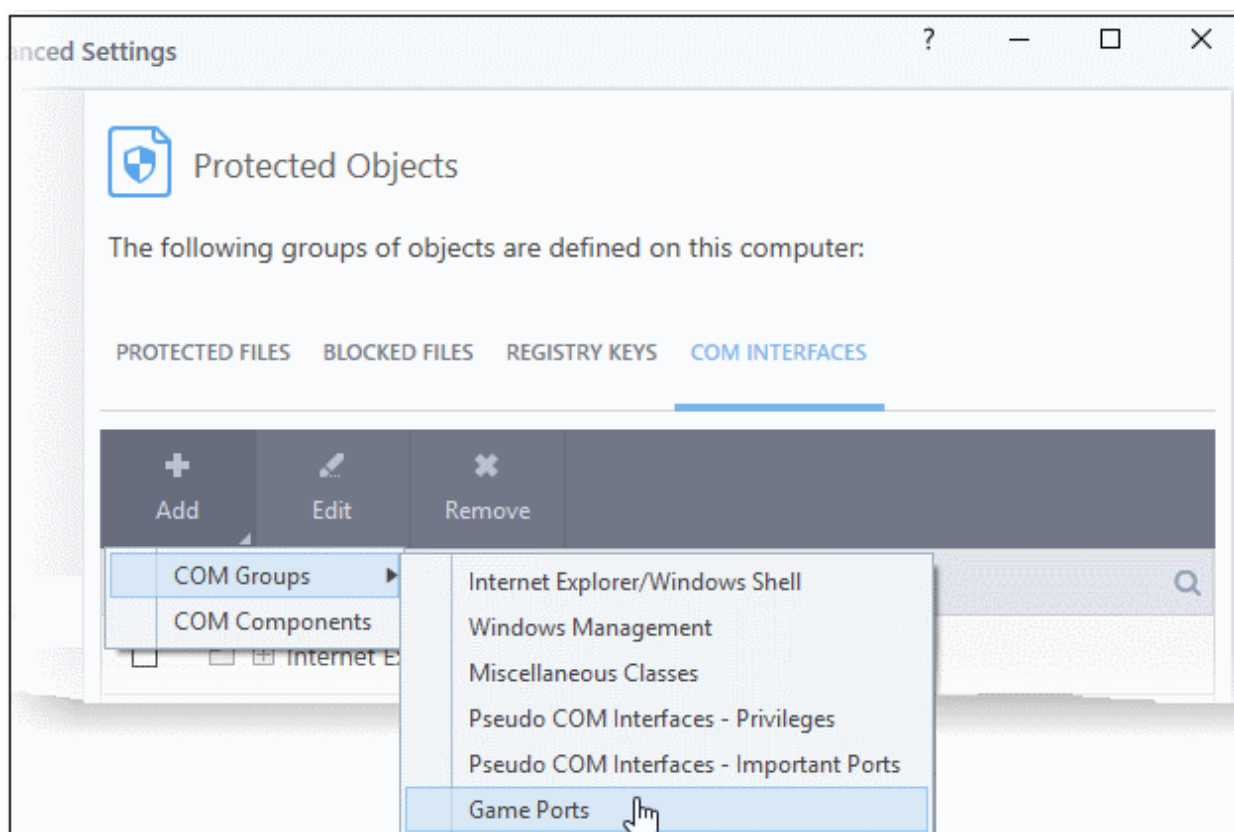 anced Settings ?
Protected Objects
The following groups of objects are defined on this computer:
PROTECTED FILES BLOCKED FILES REGISTRY KEYS COM INTERFACES
Add Edit Remove
COM Groups
COM Components
Internet Explorer/Windows Shell
Windows Management
Miscellaneous Classes
Pseudo COM Interfaces - Privileges
Pseudo COM Interfaces - Important Ports
Game Ports
Internet Ex